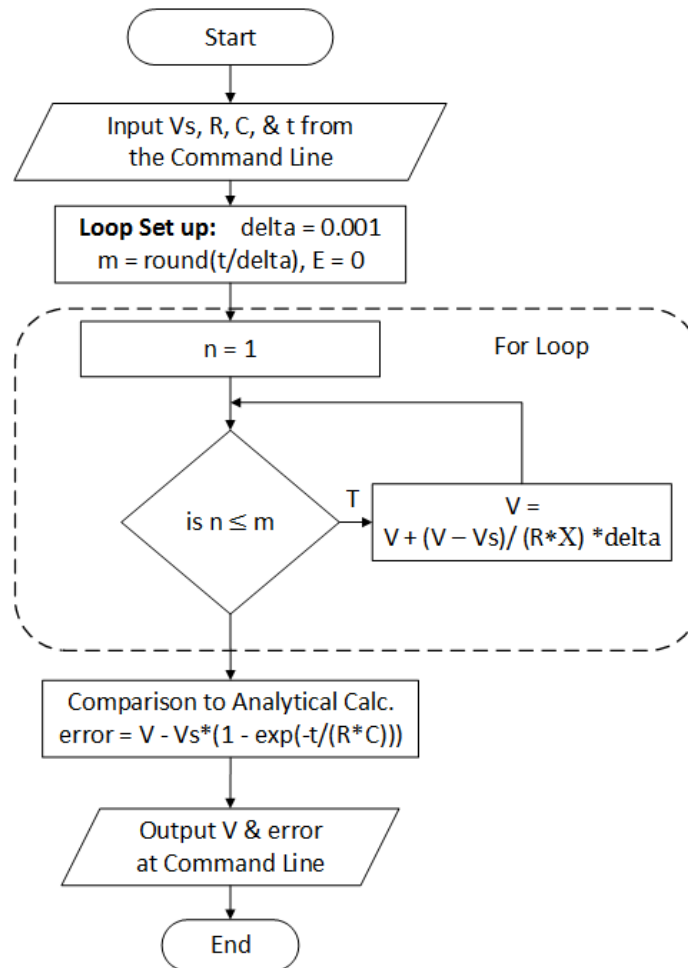 Start
Input Vs, R, C, & t from
the Command Line
Loop Set up: delta = 0.001
m = round(t/delta), E = 0
n = 1
For Loop
is n ≤ m
T
V =
V + (V – Vs)/ (R*X) *delta
Comparison to Analytical Calc.
error = V - Vs*(1 - exp(-t/(R*C)))
Output V & error
at Command Line
End